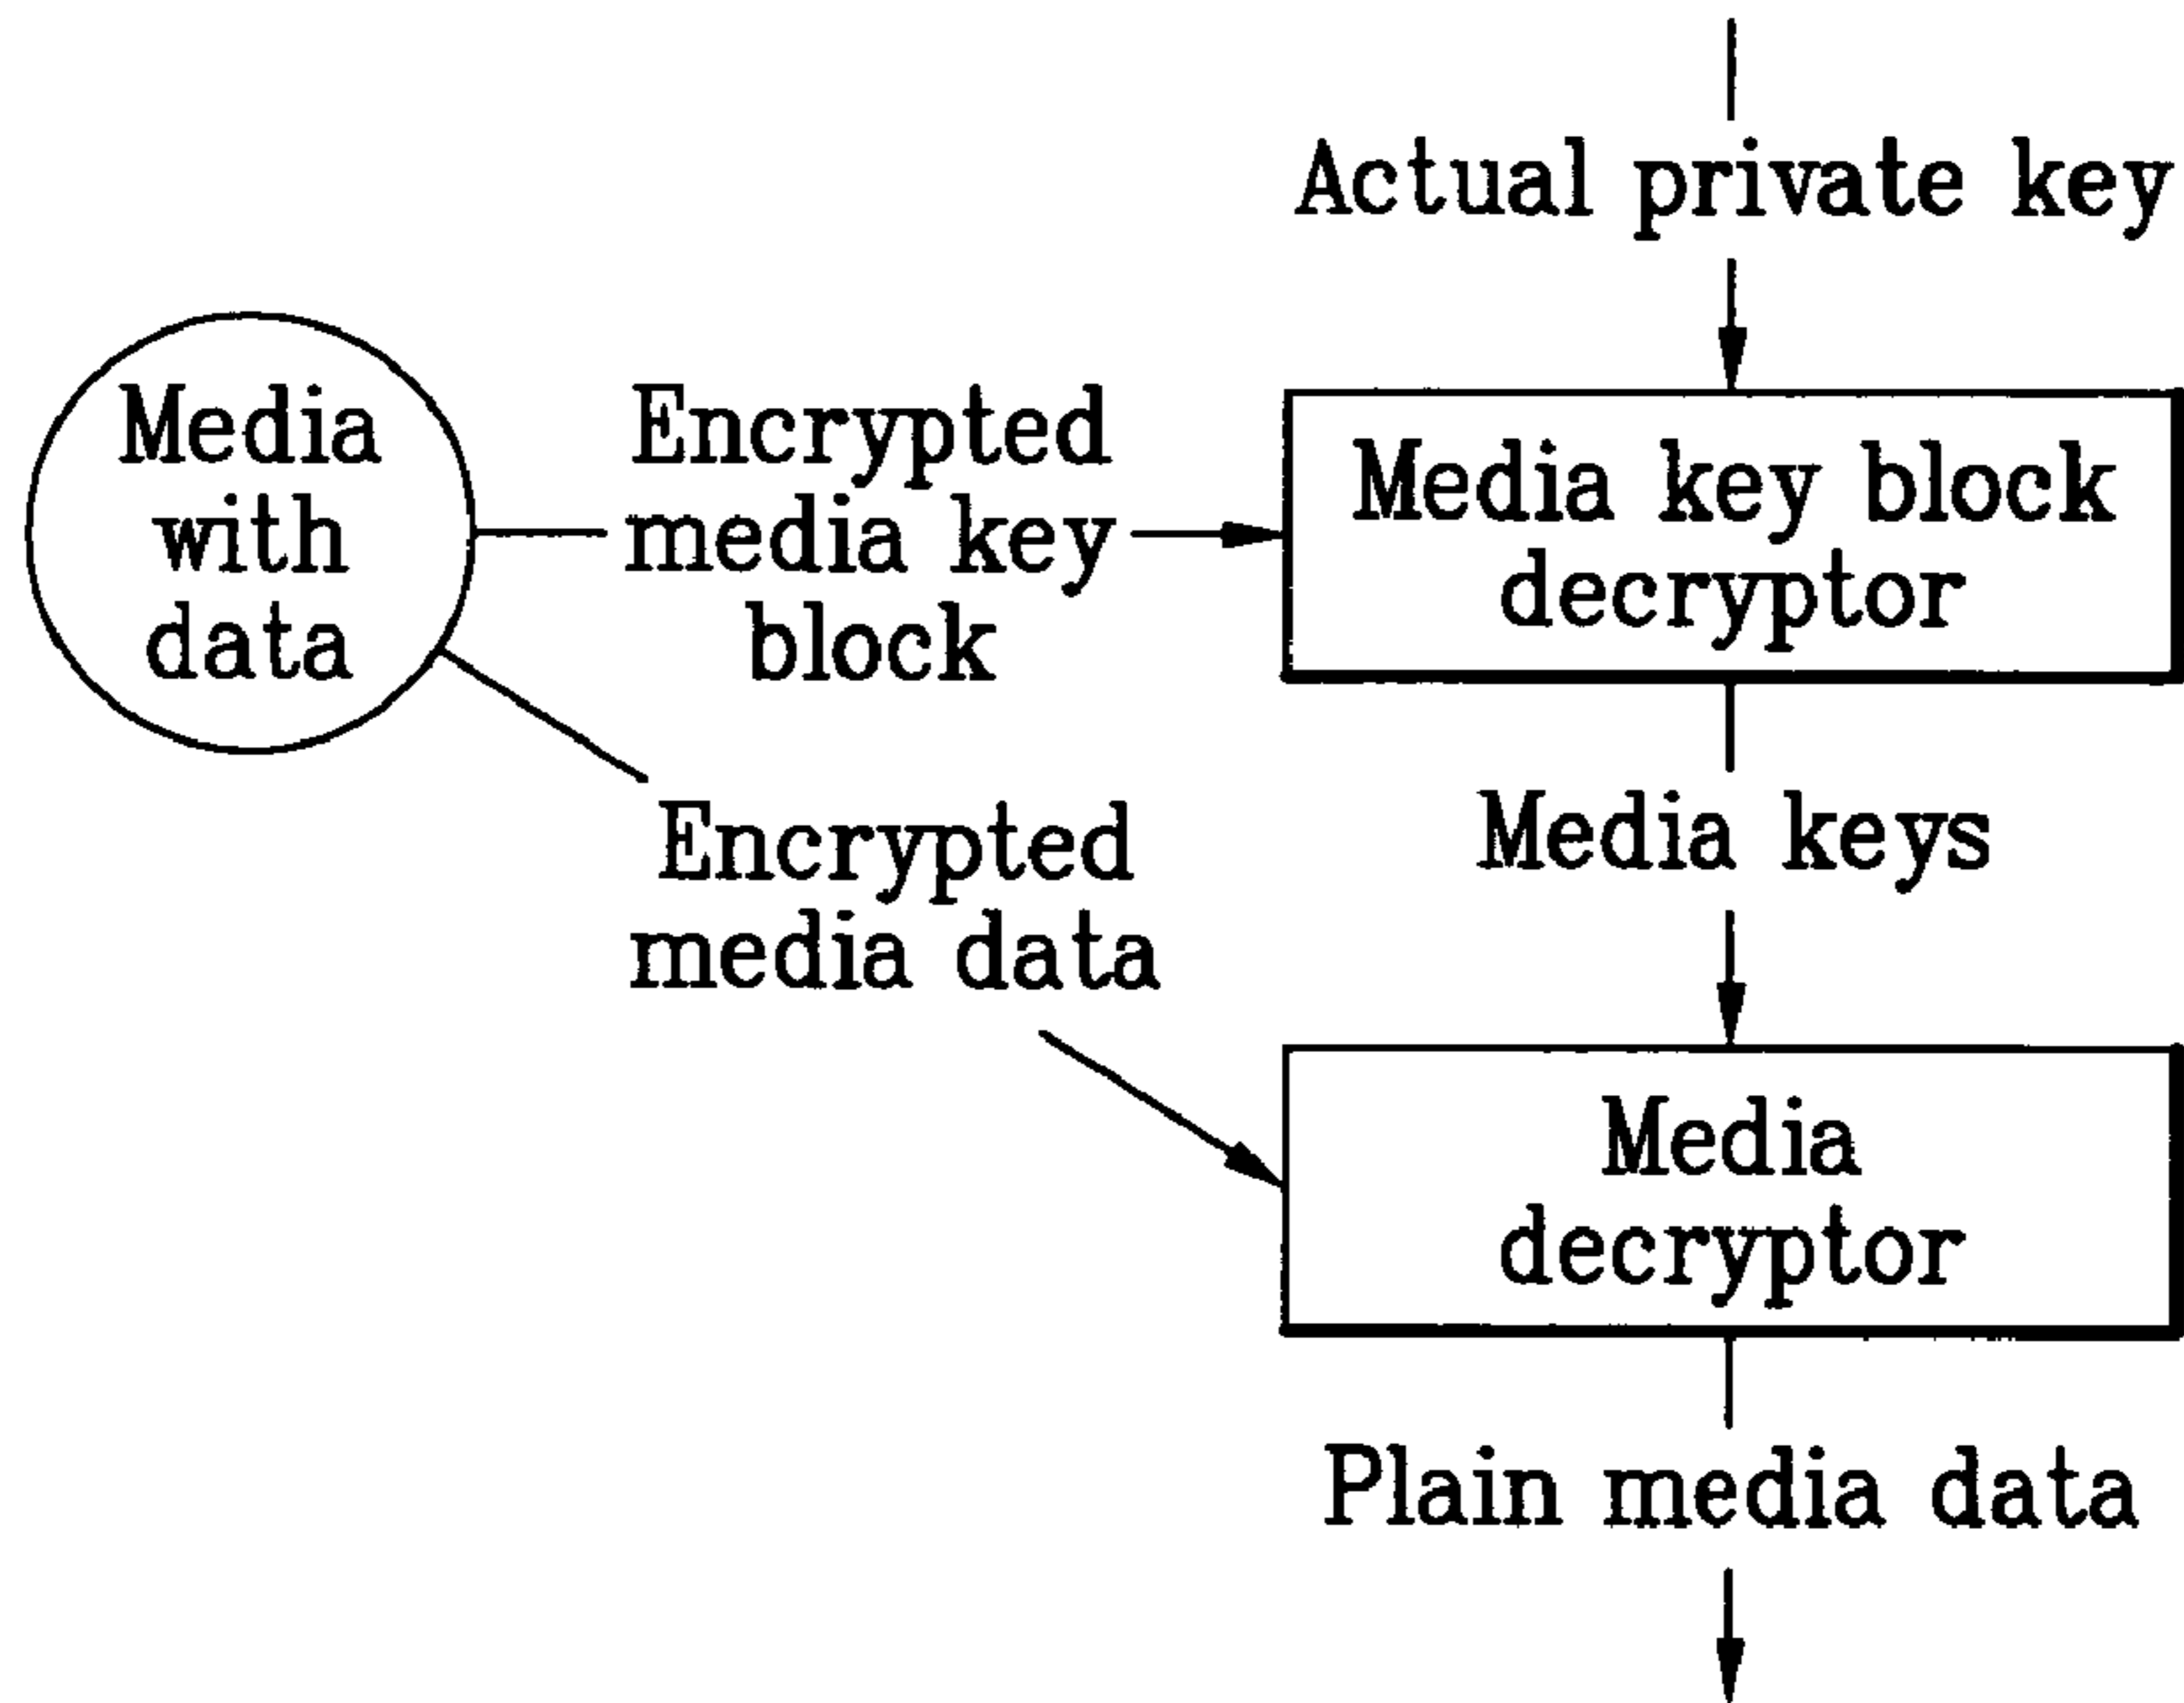 Actual private key
Media
with
data
Encrypted
media key
block
Media key block
decryptor
Media keys
Encrypted
media data
Media
decryptor
Plain media data